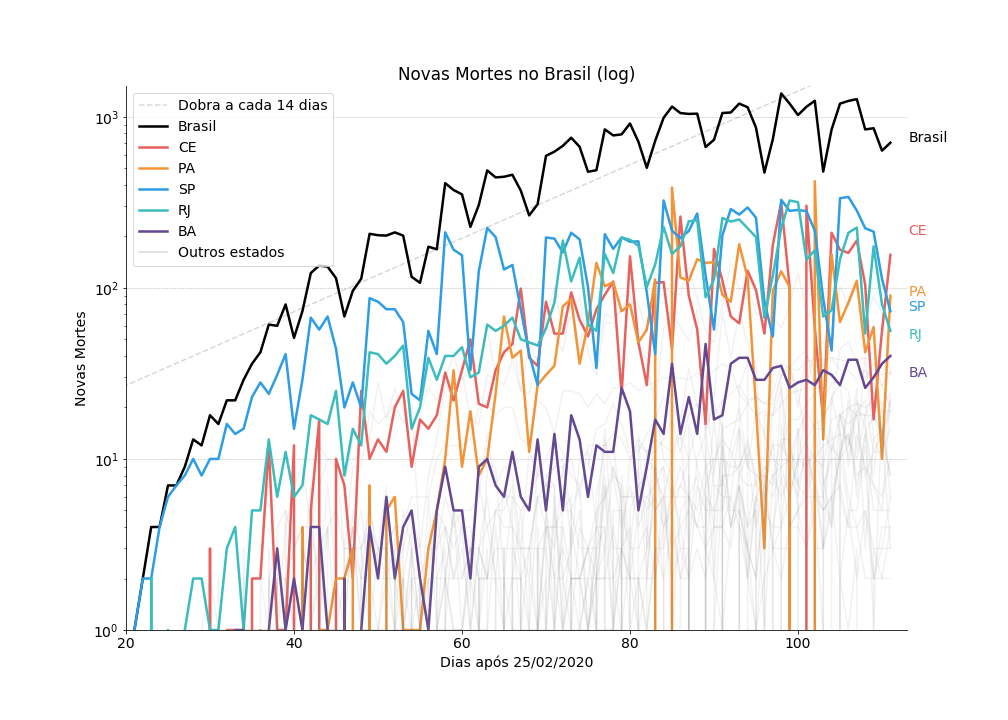 Novas Mortes no Brasil (log)
Dobra a cada 14 dias
Brasil
CE
PA
SP
RJ
BA
Outros estados
10³
10²
10¹
10⁰
Novas Mortes
20 40 60 80 100
Dias após 25/02/2020
Brasil
CE
PA
SP
RJ
BA